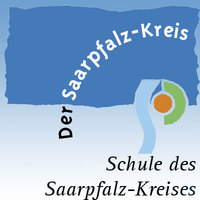 Der Saarpfalz-Kreis
Schule des
Saarpfalz-Kreises